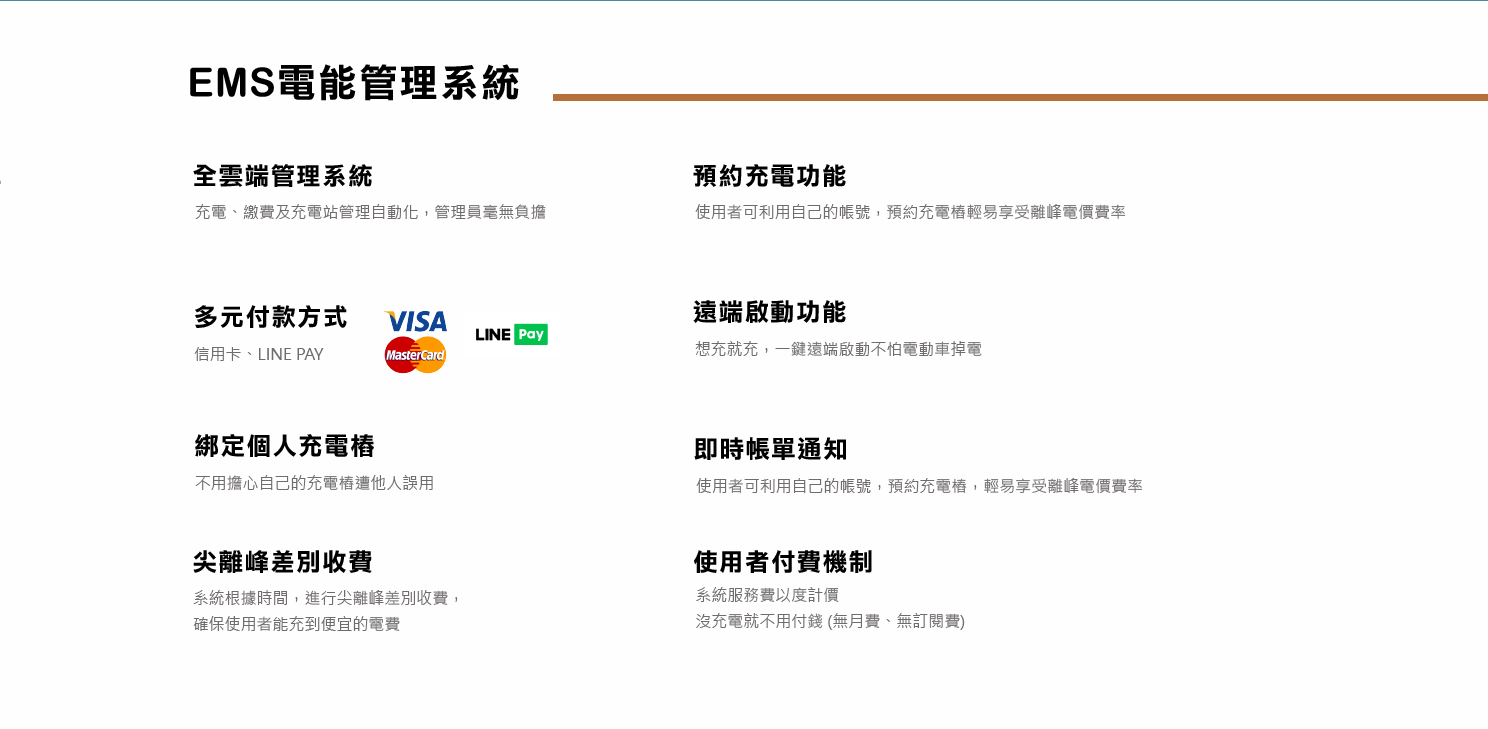 EMS電能管理系統
全雲端管理系統
充電、繳費及充電站管理自動化，管理員毫無負擔
預約充電功能
使用者可利用自己的帳號，預約充電樁輕易享受離峰電價費率
多元付款方式
信用卡、LINE PAY
VISA
MasterCard
LINE Pay
遠端啟動功能
想充就充，一鍵遠端啟動不怕電動車掉電
綁定個人充電樁
不用擔心自己的充電樁遭他人誤用
即時帳單通知
使用者可利用自己的帳號，預約充電樁，輕易享受離峰電價費率
尖離峰差別收費
系統根據時間，進行尖離峰差別收費，
確保使用者能充到便宜的電費
使用者付費機制
系統服務費以度計價
沒充電就不用付錢 (無月費、無訂閱費)